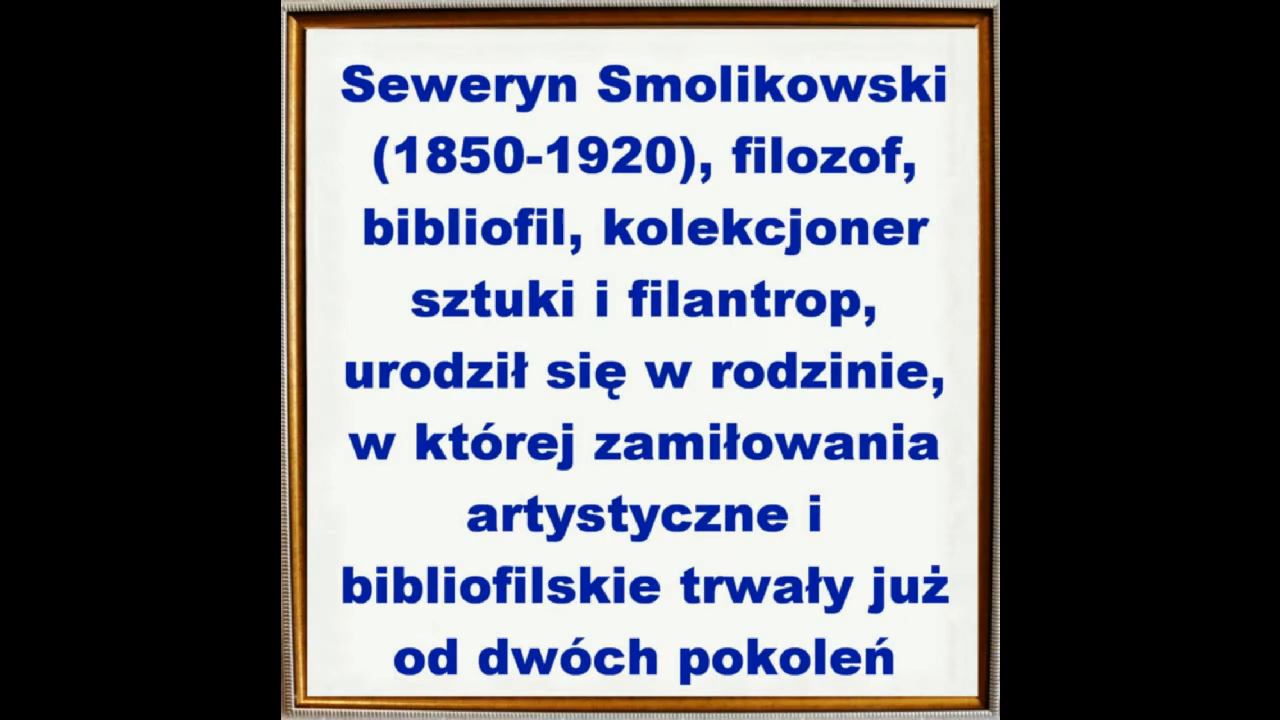 Seweryn Smolikowski
(1850-1920), filozof,
bibliofil, kolekcjoner
sztuki i filantrop,
urodził się w rodzinie,
w której zamiłowania
artystyczne i
bibliofilskie trwały już
od dwóch pokoleń